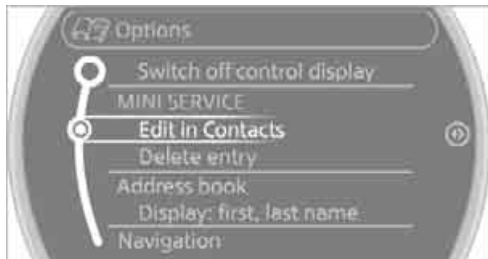 Options
Switch off control display
MINI SERVICE
Edit in Contacts
Delete entry
Address book
Display: first, last name
Navigation